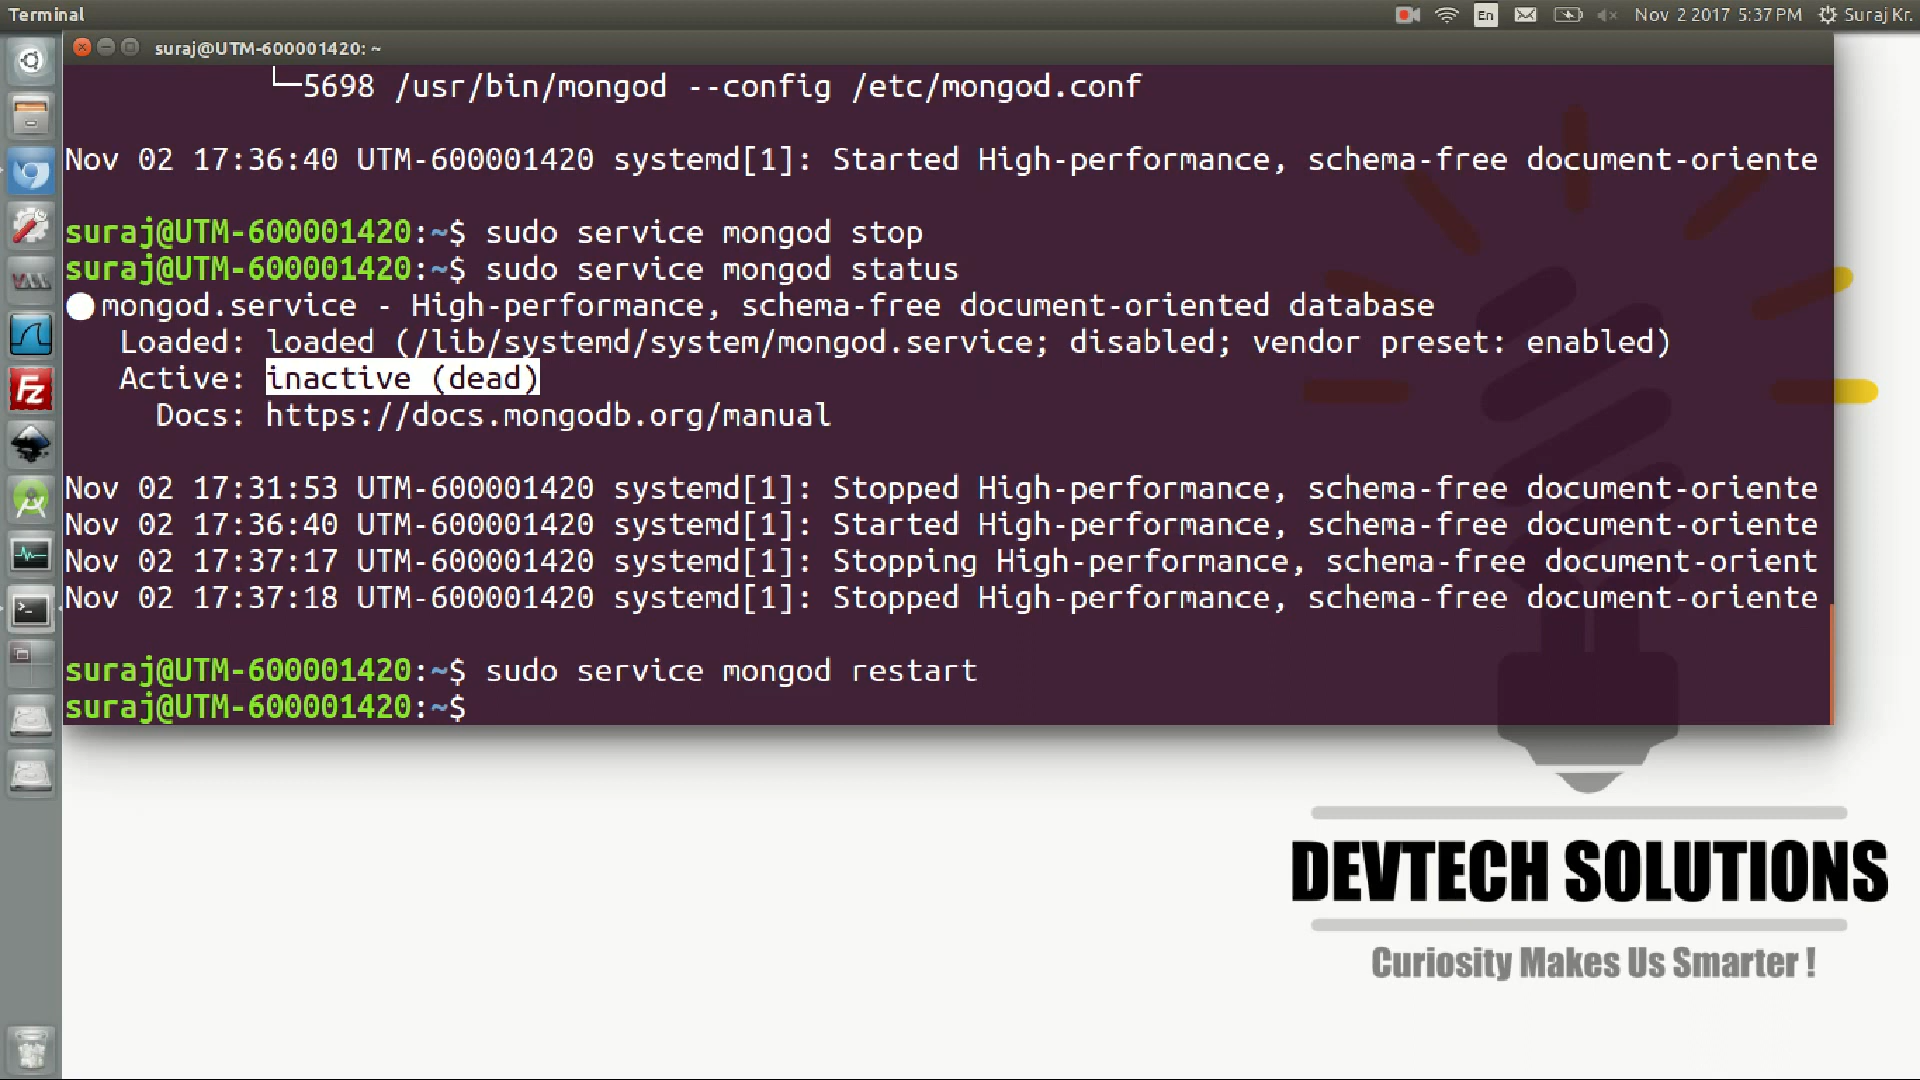 Terminal
En
Nov 2 2017 5:37 PM
Suraj Kr.
suraj@UTM-600001420: ~
└─5698 /usr/bin/mongod --config /etc/mongod.conf
Nov 02 17:36:40 UTM-600001420 systemd[1]: Started High-performance, schema-free document-oriente
suraj@UTM-600001420:~$ sudo service mongod stop
suraj@UTM-600001420:~$ sudo service mongod status
● mongod.service - High-performance, schema-free document-oriented database
Loaded: loaded (/lib/systemd/system/mongod.service; disabled; vendor preset: enabled)
Active: inactive (dead)
Docs: https://docs.mongodb.org/manual
Nov 02 17:31:53 UTM-600001420 systemd[1]: Stopped High-performance, schema-free document-oriente
Nov 02 17:36:40 UTM-600001420 systemd[1]: Started High-performance, schema-free document-oriente
Nov 02 17:37:17 UTM-600001420 systemd[1]: Stopping High-performance, schema-free document-orient
Nov 02 17:37:18 UTM-600001420 systemd[1]: Stopped High-performance, schema-free document-oriente
suraj@UTM-600001420:~$ sudo service mongod restart
suraj@UTM-600001420:~$
Fz
DEVTECH SOLUTIONS
Curiosity Makes Us Smarter !